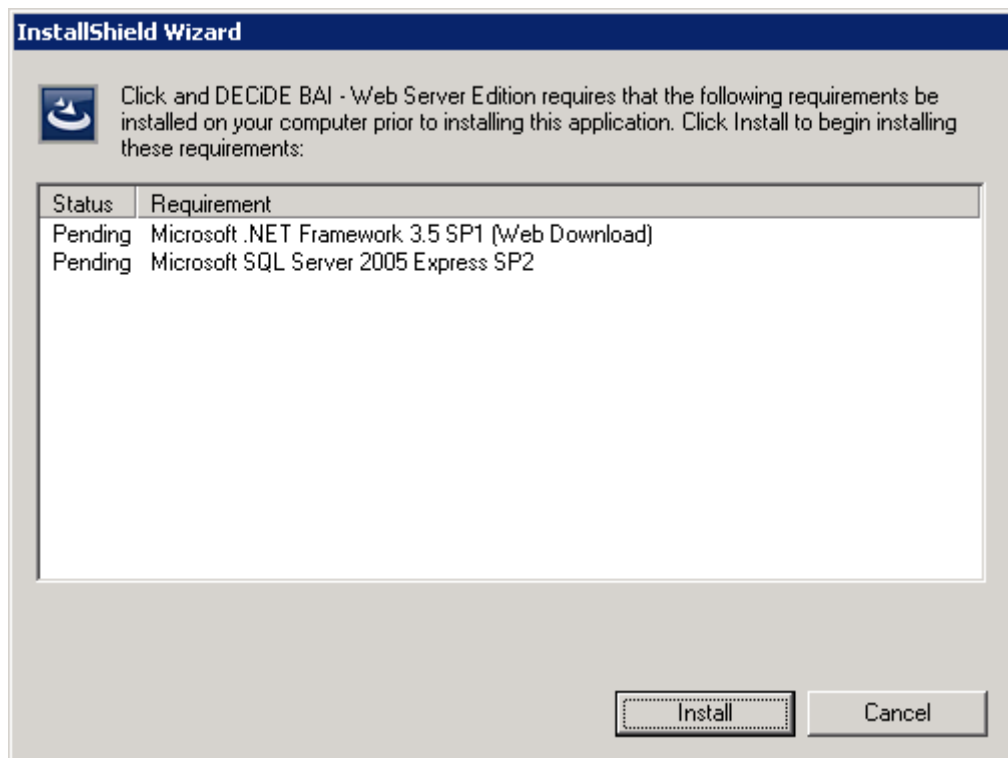 InstallShield Wizard
Click and DECiDE BAI - Web Server Edition requires that the following requirements be
installed on your computer prior to installing this application. Click Install to begin installing
these requirements:
Status Requirement
Pending Microsoft .NET Framework 3.5 SP1 (Web Download)
Pending Microsoft SQL Server 2005 Express SP2
Install Cancel